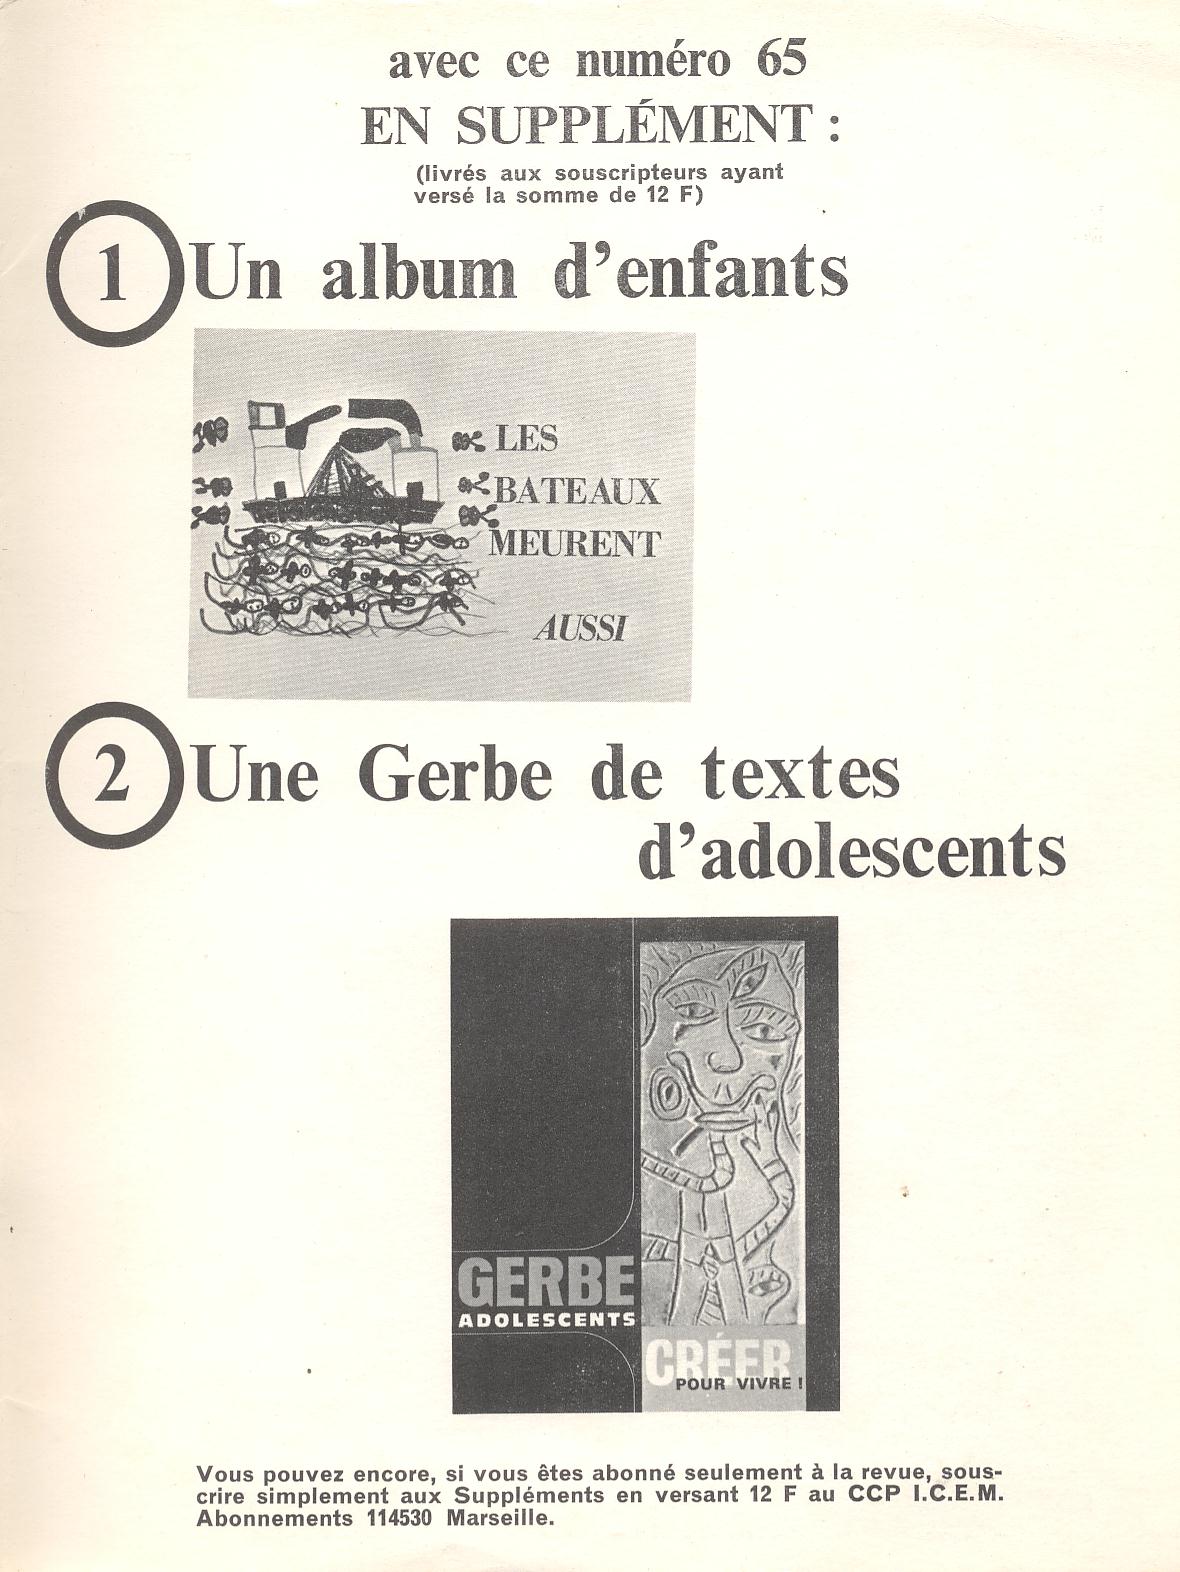 avec ce numéro 65
EN SUPPLÉMENT :
(livrés aux souscripteurs ayant
versé la somme de 12 F)
1 Un album d'enfants
LES
BATEAUX
MEURENT
AUSSI
2 Une Gerbe de textes
d'adolescents
GERBE
ADOLESCENTS
CRÉER
POUR VIVRE !
Vous pouvez encore, si vous êtes abonné seulement à la revue, sous-
crire simplement aux Suppléments en versant 12 F au CCP I.C.E.M.
Abonnements 114530 Marseille.